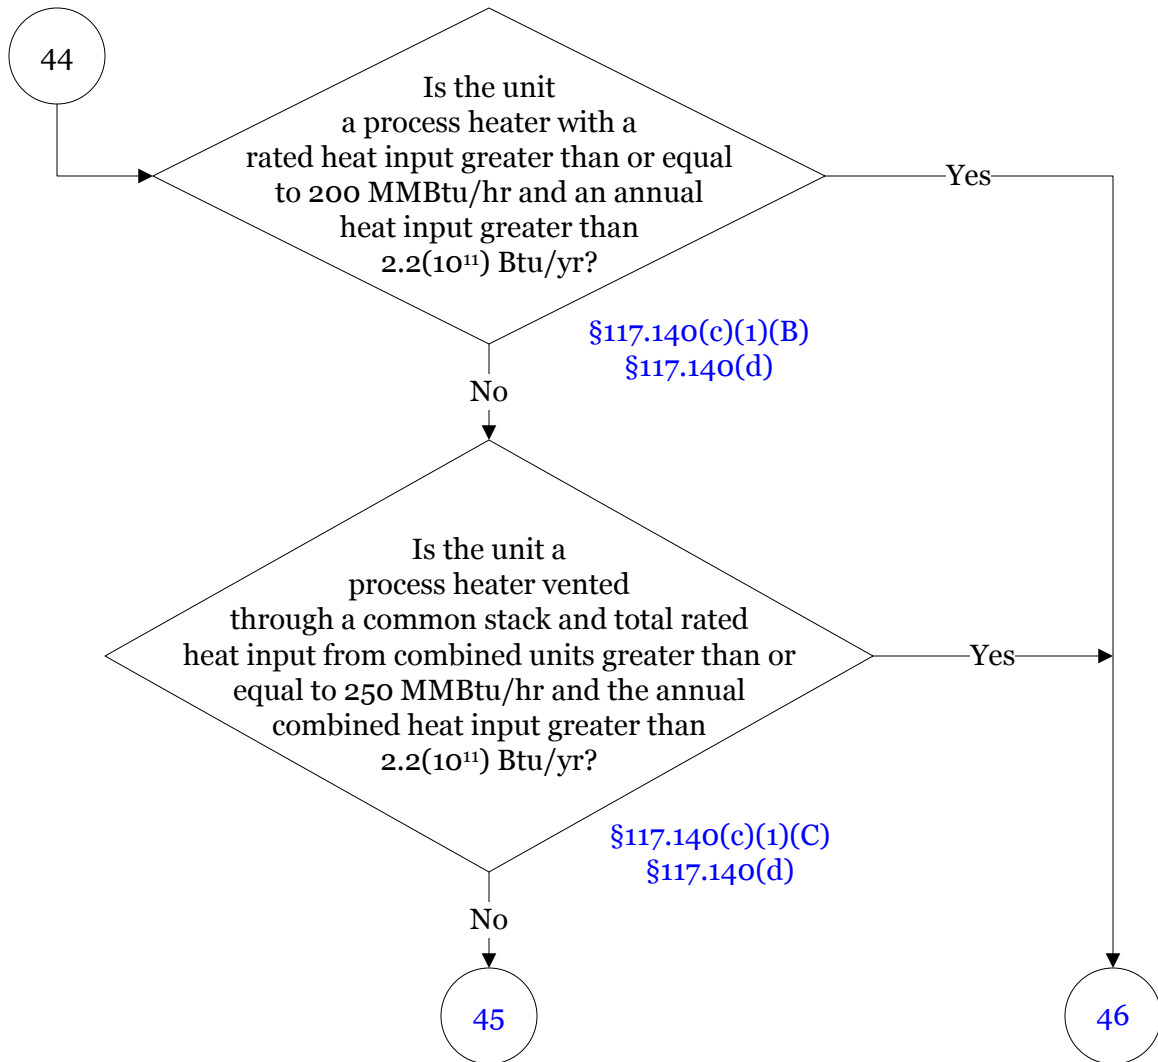 44
Is the unit
a process heater with a
rated heat input greater than or equal
to 200 MMBtu/hr and an annual
heat input greater than
2.2(10¹¹) Btu/yr?
Yes
§117.140(c)(1)(B)
§117.140(d)
No
Is the unit a
process heater vented
through a common stack and total rated
heat input from combined units greater than or
equal to 250 MMBtu/hr and the annual
combined heat input greater than
2.2(10¹¹) Btu/yr?
Yes
§117.140(c)(1)(C)
§117.140(d)
No
45
46